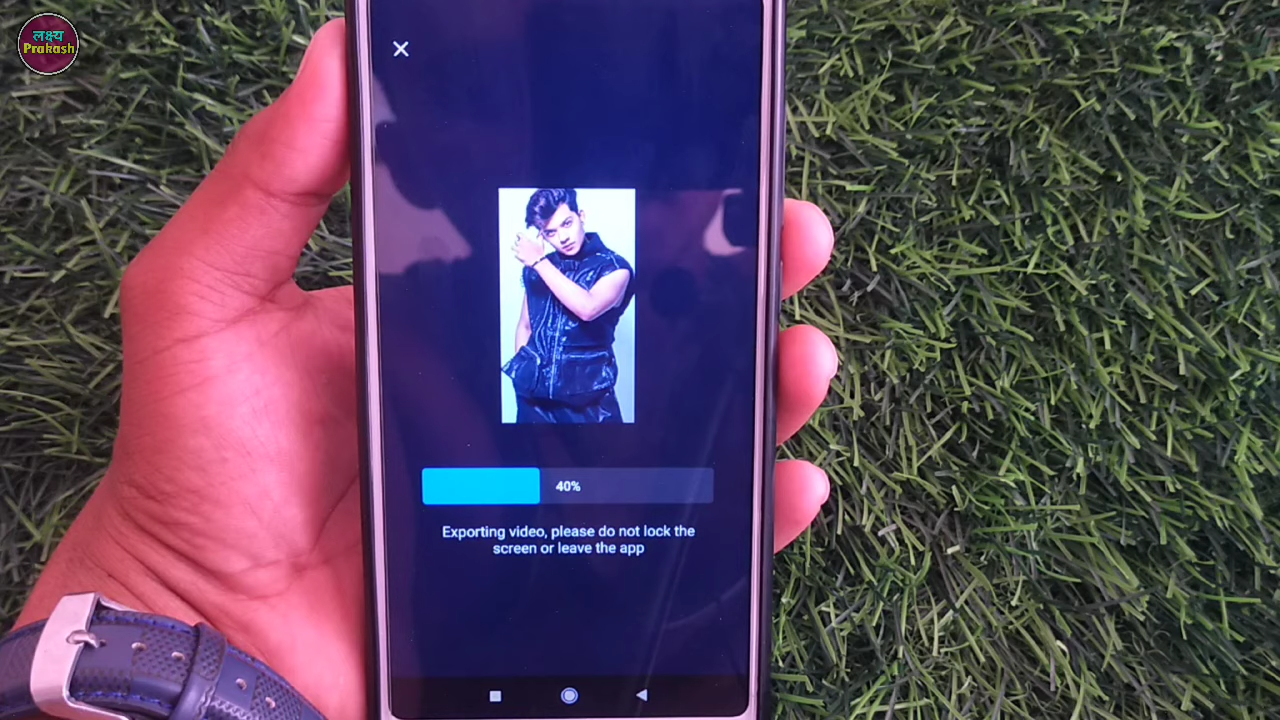 लक्ष्य
Prakash
40%
Exporting video, please do not lock the
screen or leave the app